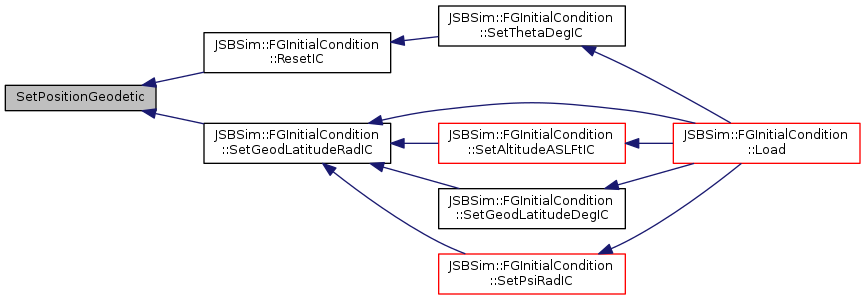 SetPositionGeodetic
JSBSim::FGInitialCondition
::ResetIC
JSBSim::FGInitialCondition
::SetGeodLatitudeRadIC
JSBSim::FGInitialCondition
::SetThetaDegIC
JSBSim::FGInitialCondition
::SetAltitudeASLFtIC
JSBSim::FGInitialCondition
::SetGeodLatitudeDegIC
JSBSim::FGInitialCondition
::SetPsiRadIC
JSBSim::FGInitialCondition
::Load